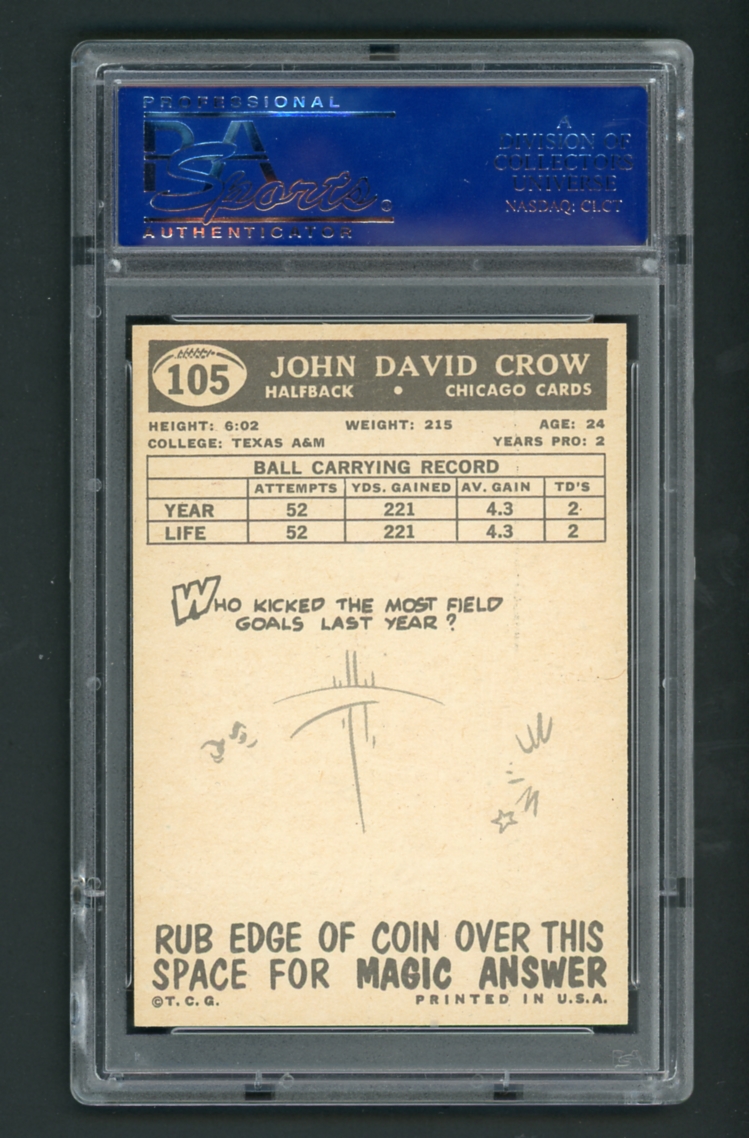 PROFESSIONAL
PSA
Sports
AUTHENTICATOR
A
DIVISION OF
COLLECTORS
UNIVERSE
NASDAQ: CLCT
105
JOHN DAVID CROW
HALFBACK • CHICAGO CARDS
HEIGHT: 6:02 WEIGHT: 215 AGE: 24
COLLEGE: TEXAS A&M YEARS PRO: 2
BALL CARRYING RECORD
ATTEMPTS YDS. GAINED AV. GAIN TD'S
YEAR 52 221 4.3 2
LIFE 52 221 4.3 2
WHO KICKED THE MOST FIELD
GOALS LAST YEAR?
RUB EDGE OF COIN OVER THIS
SPACE FOR MAGIC ANSWER
©T. C. G. PRINTED IN U.S.A.
PSA